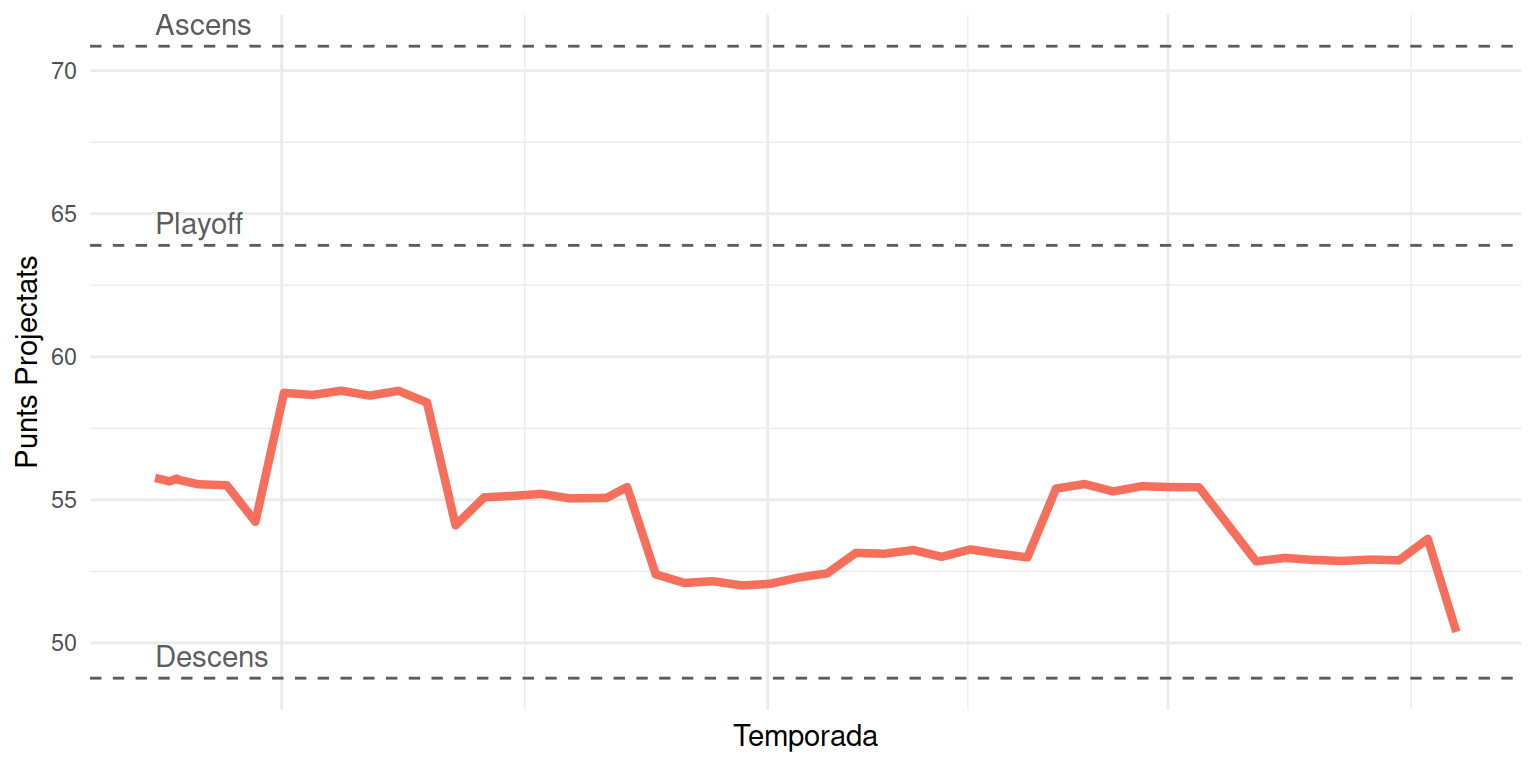 Ascens
70
65
Playoff
60
55
50
Descens
Punts Projectats
Temporada